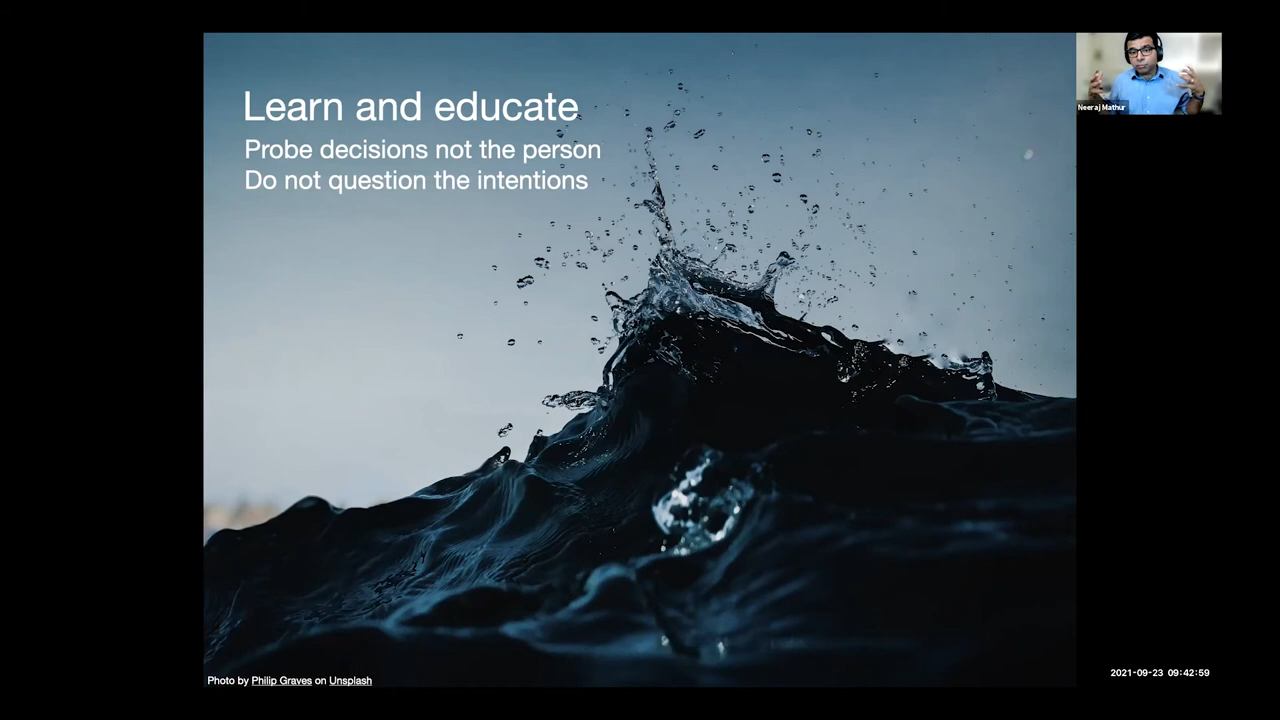 Learn and educate
Probe decisions not the person
Do not question the intentions
Neeraj Mathur
Photo by Philip Graves on Unsplash
2021-09-23 09:42:59